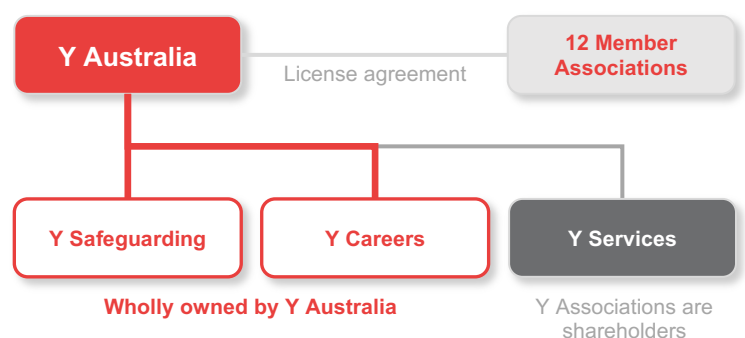 Y Australia
License agreement
12 Member
Associations
Y Safeguarding
Y Careers
Y Services
Wholly owned by Y Australia
Y Associations are
shareholders